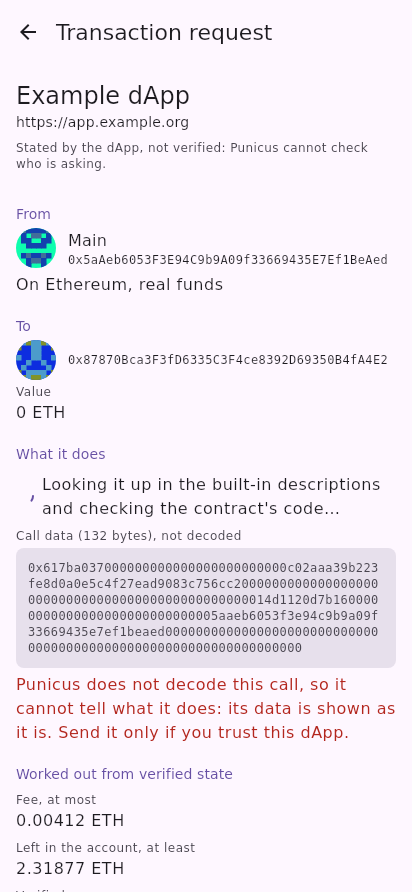 Transaction request
Example dApp
https://app.example.org
Stated by the dApp, not verified: Punicus cannot check
who is asking.
From
Main
0x5aAeb6053F3E94C9b9A09f33669435E7Ef1BeAed
On Ethereum, real funds
To
0x87870Bca3F3fD6335C3F4ce8392D69350B4fA4E2
Value
0 ETH
What it does
Looking it up in the built-in descriptions
and checking the contract's code…
Call data (132 bytes), not decoded
0x617ba037000000000000000000000000c02aaa39b223
fe8d0a0e5c4f27ead9083c756cc2000000000000000000
00000000000000000000000000000014d1120d7b160000
0000000000000000000000005aaeb6053f3e94c9b9a09f
33669435e7ef1beaed0000000000000000000000000000
000000000000000000000000000000000000
Punicus does not decode this call, so it
cannot tell what it does: its data is shown as
it is. Send it only if you trust this dApp.
Worked out from verified state
Fee, at most
0.00412 ETH
Left in the account, at least
2.31877 ETH